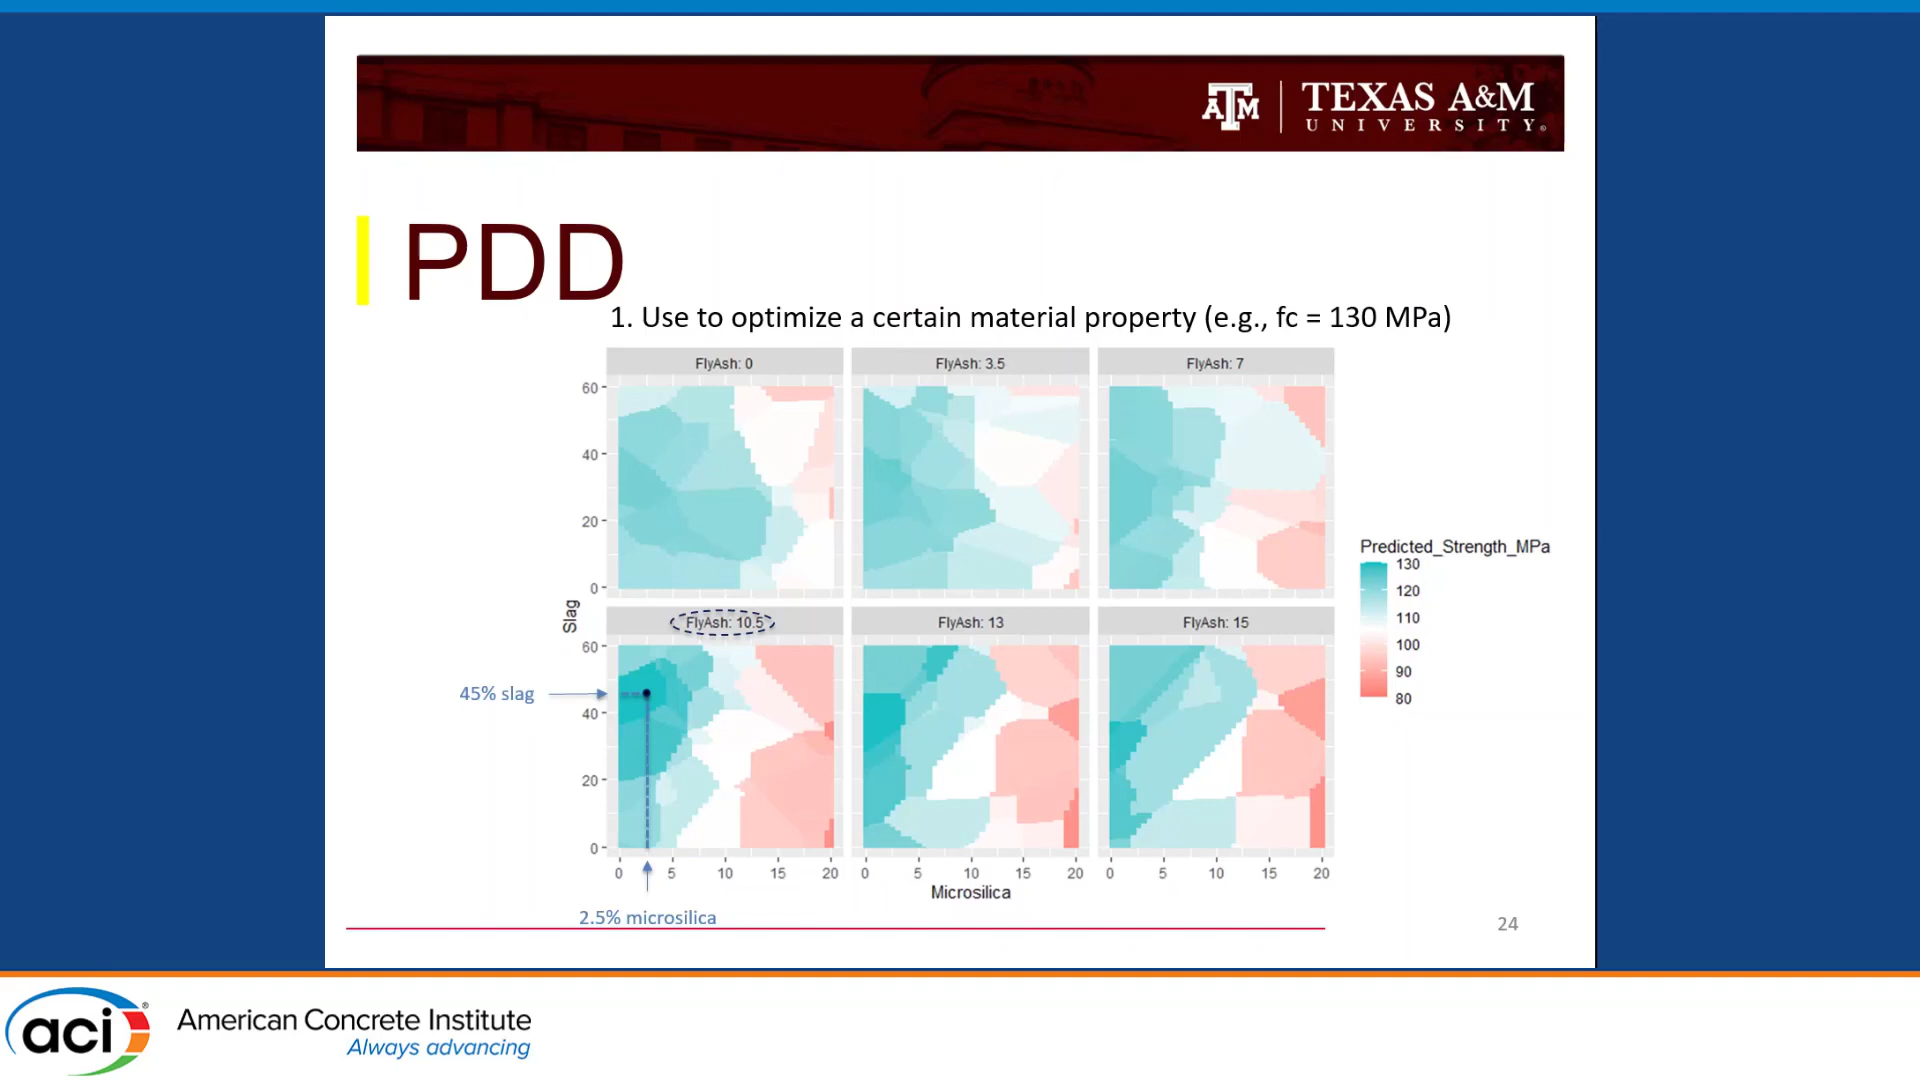 TEXAS A&M
UNIVERSITY®
PDD
1. Use to optimize a certain material property (e.g., fc = 130 MPa)
FlyAsh: 0
FlyAsh: 3.5
FlyAsh: 7
60
40
20
0
Predicted_Strength_MPa
130
120
110
100
90
80
Slag
FlyAsh: 10.5
FlyAsh: 13
FlyAsh: 15
60
40
20
0
45% slag
0 5 10 15 20
0 5 10 15 20
0 5 10 15 20
Microsilica
2.5% microsilica
24
aci®
American Concrete Institute
Always advancing